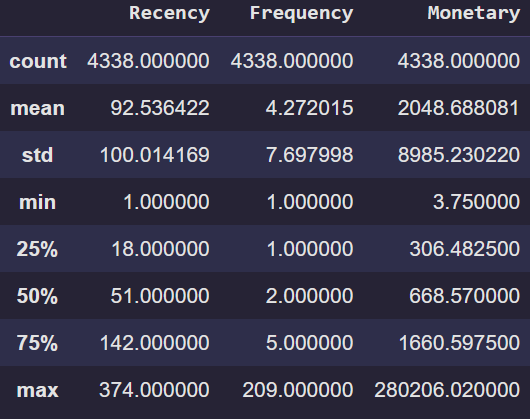 Recency Frequency Monetary
count 4338.000000 4338.000000 4338.000000
mean 92.536422 4.272015 2048.688081
std 100.014169 7.697998 8985.230220
min 1.000000 1.000000 3.750000
25% 18.000000 1.000000 306.482500
50% 51.000000 2.000000 668.570000
75% 142.000000 5.000000 1660.597500
max 374.000000 209.000000 280206.020000